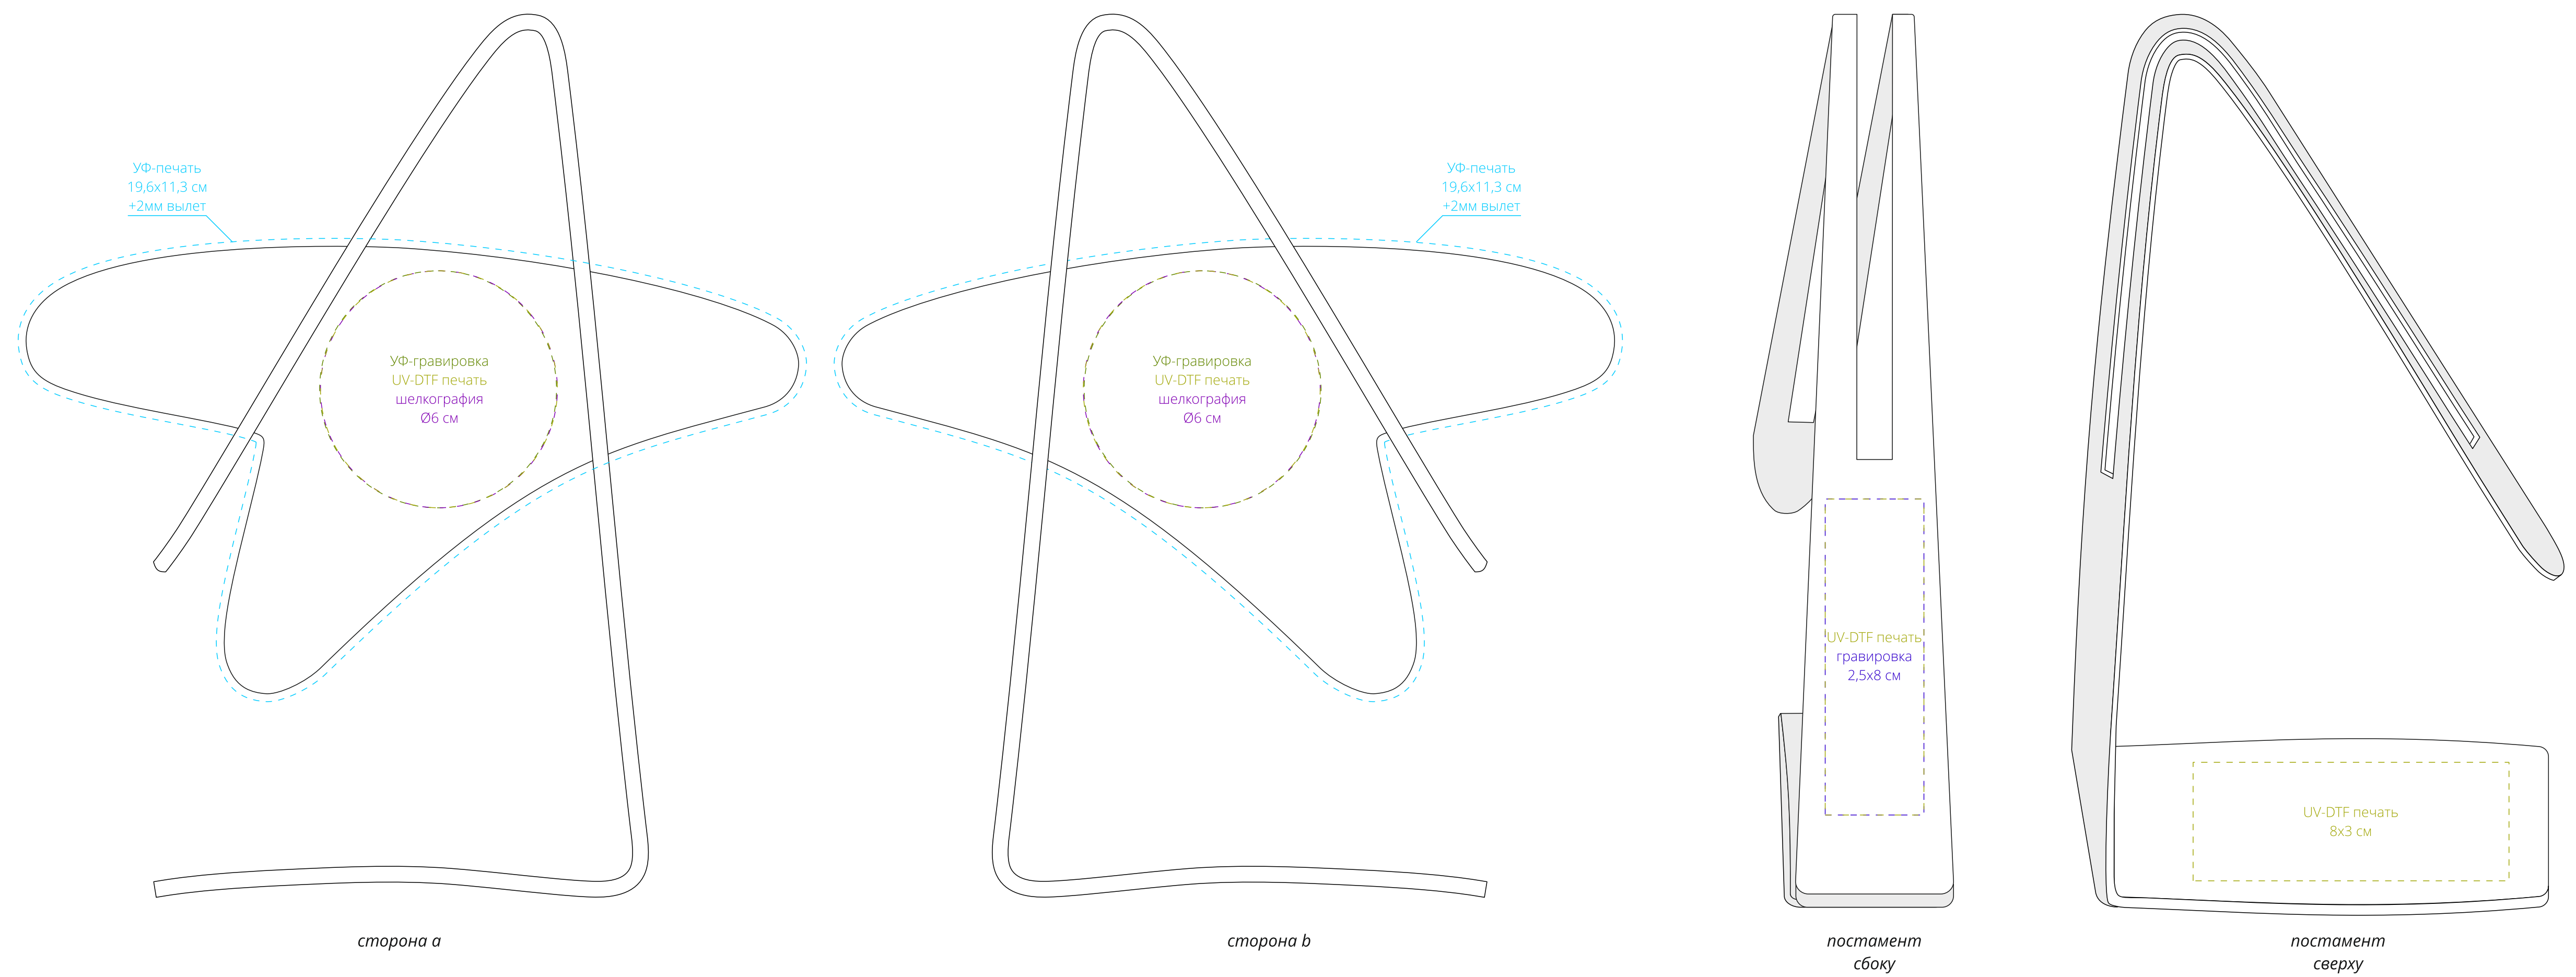 УФ-печать
19,6x11,3 см
+2мм вылет
УФ-гравировка
UV-DTF печать
шелкография
Ø6 см
сторона a
УФ-печать
19,6x11,3 см
+2мм вылет
УФ-гравировка
UV-DTF печать
шелкография
Ø6 см
сторона b
UV-DTF печать
гравировка
2,5x8 см
постамент
сбоку
UV-DTF печать
8x3 см
постамент
сверху